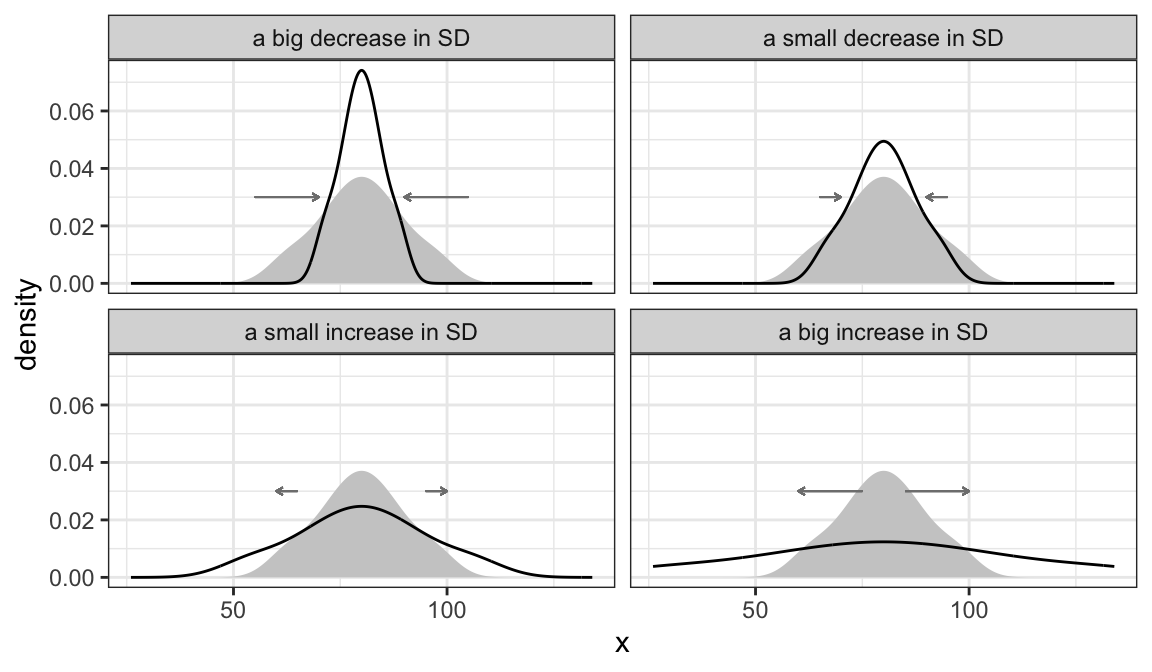 a big decrease in SD
a small decrease in SD
0.06
0.04
0.02
0.00
a small increase in SD
a big increase in SD
0.06
0.04
0.02
0.00
density
50
100
50
100
x